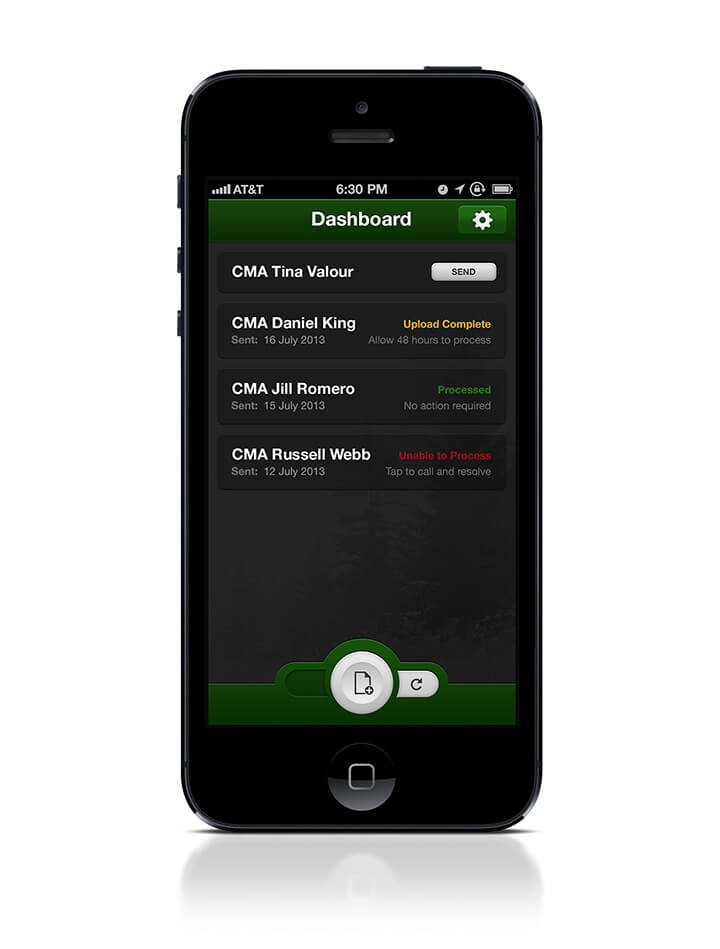 AT&T 6:30 PM
Dashboard
CMA Tina Valour SEND
CMA Daniel King Upload Complete
Sent: 16 July 2013 Allow 48 hours to process
CMA Jill Romero Processed
Sent: 15 July 2013 No action required
CMA Russell Webb Unable to Process
Sent: 12 July 2013 Tap to call and resolve